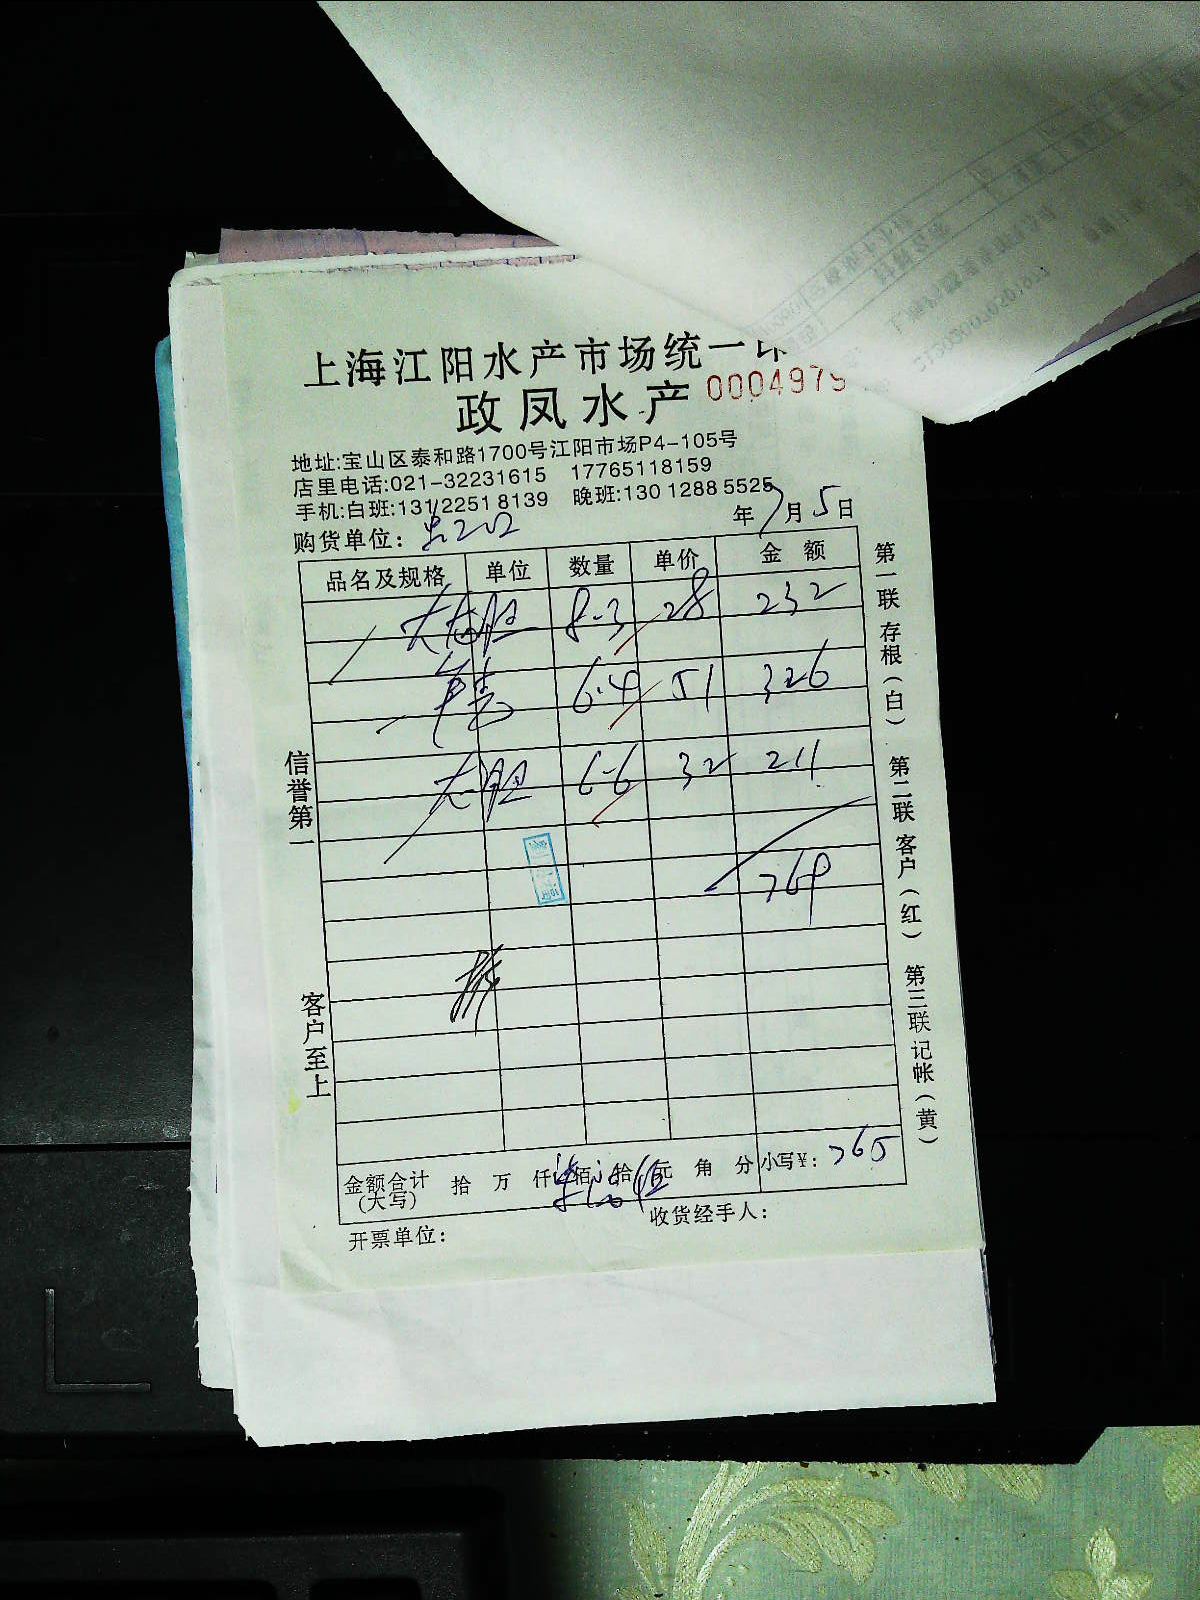 上海江阳水产市场统一
政凤水产 0004979
地址:宝山区泰和路1700号江阳市场P4-105号
店里电话:021-32231615 17765118159
手机:白班:131 2251 8139 晚班:130 1288 5525
购货单位: 年7月5日
品名及规格 单位 数量 单价 金额
8-3 28 232
6.4 51 326
6-6 32 211
769
金额合计(大写) 拾 万 仟 佰 拾 元 角 分 小写¥: 765
开票单位: 收货经手人:
信誉第一
客户至上
第一联存根(白) 第二联客户(红) 第三联记帐(黄)